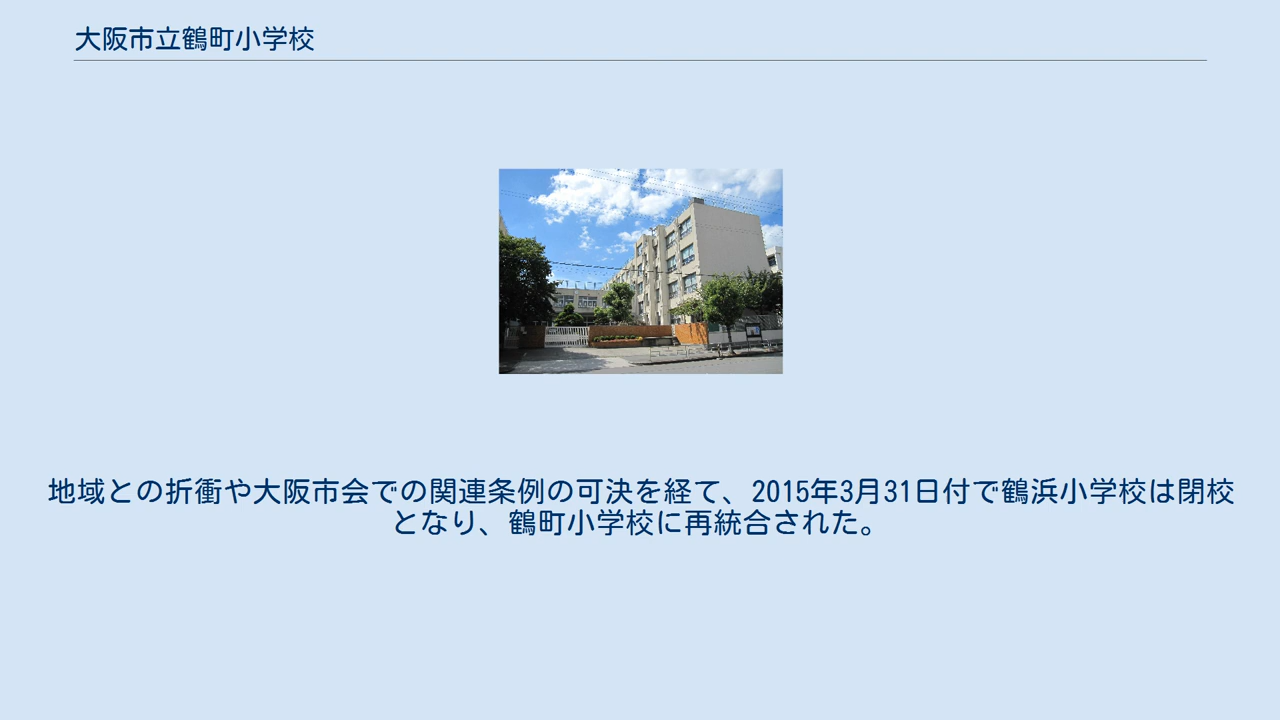 大阪市立鶴町小学校
地域との折衝や大阪市会での関連条例の可決を経て、2015年3月31日付で鶴浜小学校は閉校
となり、鶴町小学校に再統合された。